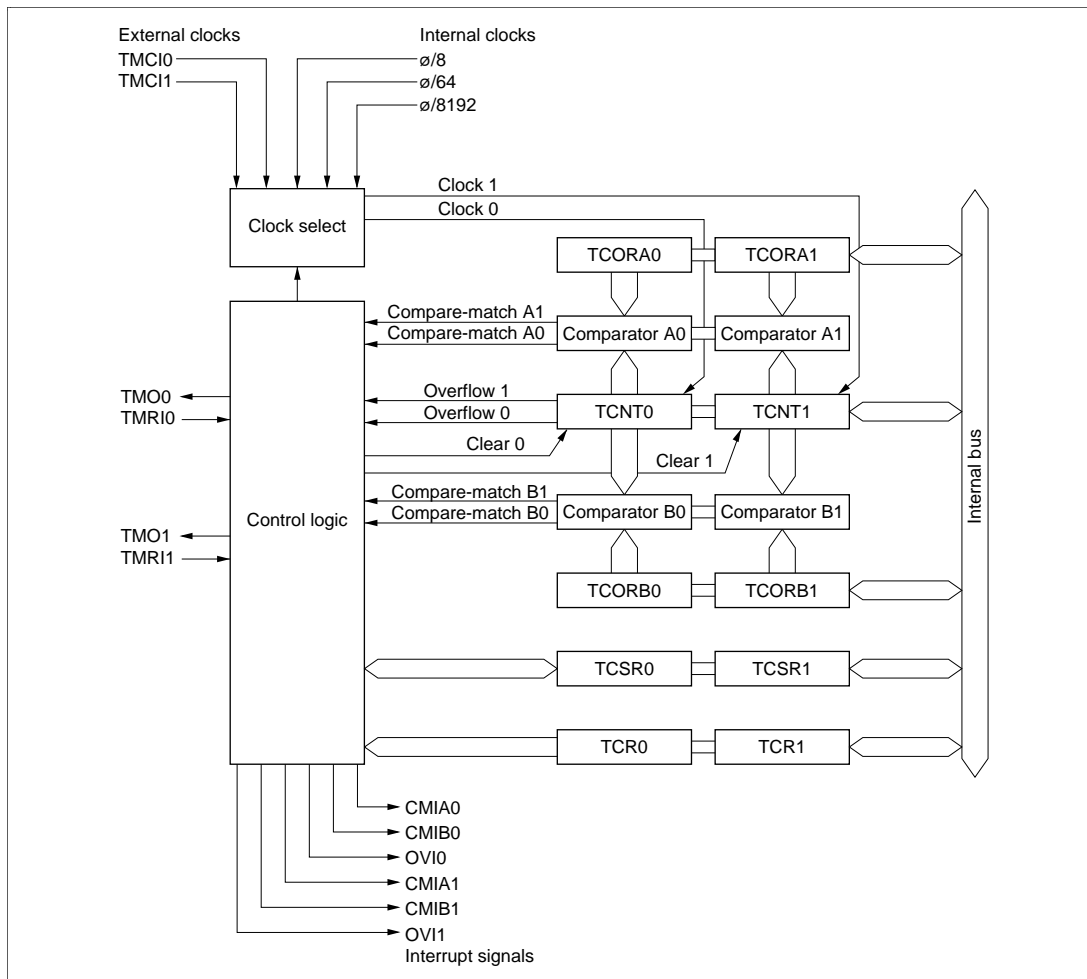 External clocks
Internal clocks
TMCI0
TMCI1
ø/8
ø/64
ø/8192
Clock 1
Clock 0
Clock select
TCORA0
TCORA1
Compare-match A1
Compare-match A0
Comparator A0
Comparator A1
TMO0
TMRI0
Overflow 1
Overflow 0
TCNT0
TCNT1
Clear 0
Clear 1
Internal bus
Compare-match B1
Compare-match B0
Comparator B0
Comparator B1
Control logic
TMO1
TMRI1
TCORB0
TCORB1
TCSR0
TCSR1
TCR0
TCR1
CMIA0
CMIB0
OVI0
CMIA1
CMIB1
OVI1
Interrupt signals